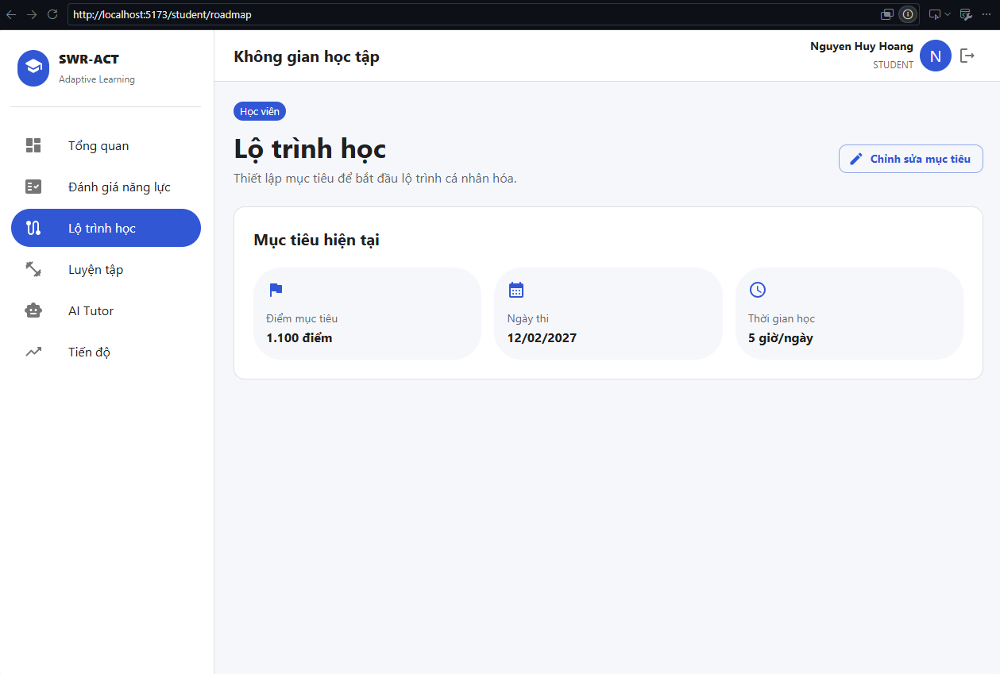 http://localhost:5173/student/roadmap
SWR-ACT
Adaptive Learning
Tổng quan
Đánh giá năng lực
Lộ trình học
Luyện tập
AI Tutor
Tiến độ
Không gian học tập
Nguyen Huy Hoang
STUDENT
N
Học viên
Lộ trình học
Thiết lập mục tiêu để bắt đầu lộ trình cá nhân hóa.
Chỉnh sửa mục tiêu
Mục tiêu hiện tại
Điểm mục tiêu
1.100 điểm
Ngày thi
12/02/2027
Thời gian học
5 giờ/ngày